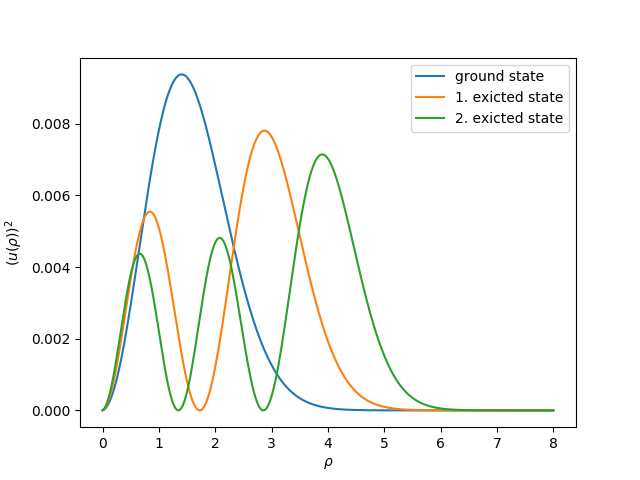 ground state
1. exicted state
2. exicted state
0.008
0.006
0.004
0.002
0.000
(u(ρ))²
0 1 2 3 4 5 6 7 8
ρ